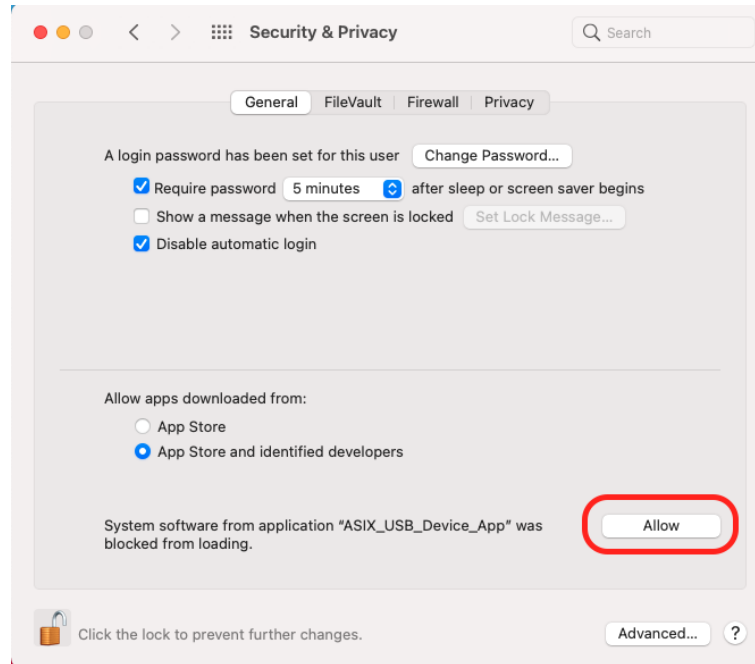 Security & Privacy
Search
General
FileVault
Firewall
Privacy
A login password has been set for this user
Change Password...
Require password
5 minutes
after sleep or screen saver begins
Show a message when the screen is locked
Set Lock Message...
Disable automatic login
Allow apps downloaded from:
App Store
App Store and identified developers
System software from application “ASIX_USB_Device_App” was
blocked from loading.
Allow
Click the lock to prevent further changes.
Advanced...
?